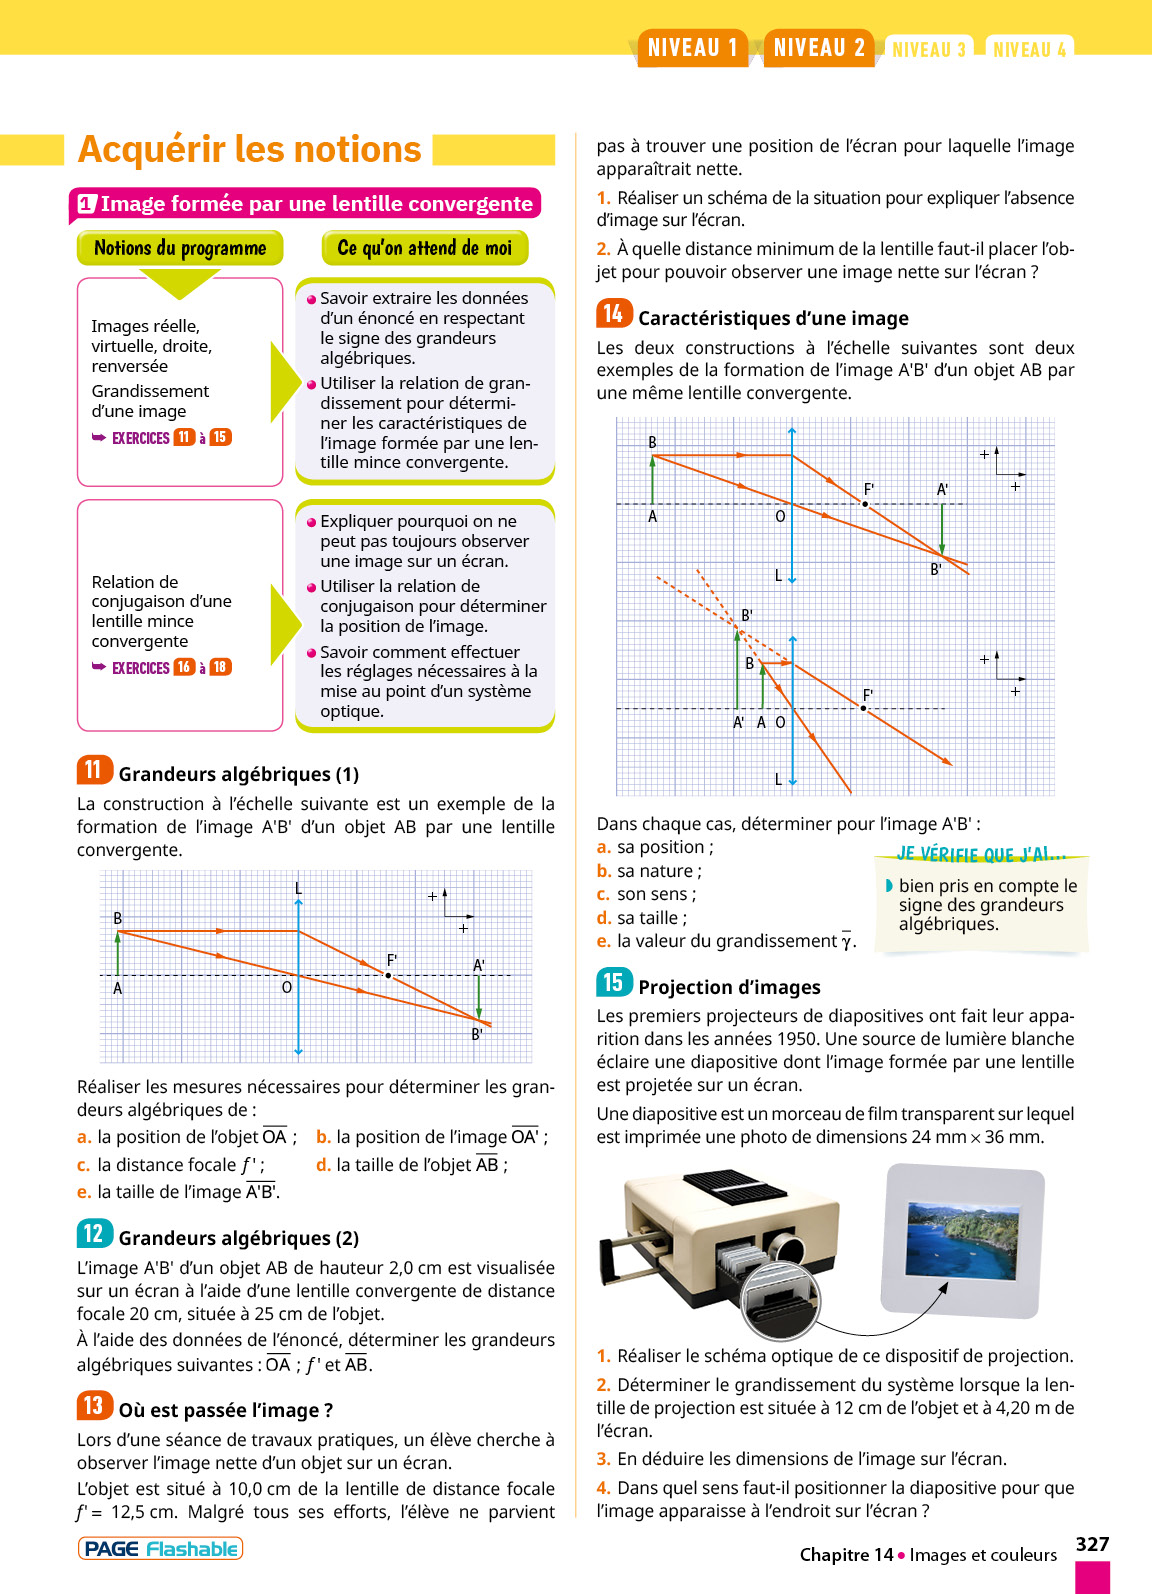 NIVEAU 1 NIVEAU 2 NIVEAU 3 NIVEAU 4
Acquérir les notions
1 Image formée par une lentille convergente
Notions du programme
Ce qu'on attend de moi
Images réelle,
virtuelle, droite,
renversée
Grandissement
d'une image
➥ EXERCICES 11 à 15
• Savoir extraire les données
d'un énoncé en respectant
le signe des grandeurs
algébriques.
• Utiliser la relation de gran-
dissement pour détermi-
ner les caractéristiques de
l'image formée par une len-
tille mince convergente.
Relation de
conjugaison d'une
lentille mince
convergente
➥ EXERCICES 16 à 18
• Expliquer pourquoi on ne
peut pas toujours observer
une image sur un écran.
• Utiliser la relation de
conjugaison pour déterminer
la position de l'image.
• Savoir comment effectuer
les réglages nécessaires à la
mise au point d'un système
optique.
11 Grandeurs algébriques (1)
La construction à l'échelle suivante est un exemple de la
formation de l'image A'B' d'un objet AB par une lentille
convergente.
L
+
+
B
F'
A'
A
O
B'
Réaliser les mesures nécessaires pour déterminer les gran-
deurs algébriques de :
a. la position de l'objet O̅A̅ ; b. la position de l'image O̅A̅'̅ ;
c. la distance focale f' ; d. la taille de l'objet A̅B̅ ;
e. la taille de l'image A̅'̅B̅'̅.
12 Grandeurs algébriques (2)
L'image A'B' d'un objet AB de hauteur 2,0 cm est visualisée
sur un écran à l'aide d'une lentille convergente de distance
focale 20 cm, située à 25 cm de l'objet.
À l'aide des données de l'énoncé, déterminer les grandeurs
algébriques suivantes : O̅A̅ ; f' et A̅B̅.
13 Où est passée l'image ?
Lors d'une séance de travaux pratiques, un élève cherche à
observer l'image nette d'un objet sur un écran.
L'objet est situé à 10,0 cm de la lentille de distance focale
f' = 12,5 cm. Malgré tous ses efforts, l'élève ne parvient
PAGE Flashable
pas à trouver une position de l'écran pour laquelle l'image
apparaîtrait nette.
1. Réaliser un schéma de la situation pour expliquer l'absence
d'image sur l'écran.
2. À quelle distance minimum de la lentille faut-il placer l'ob-
jet pour pouvoir observer une image nette sur l'écran ?
14 Caractéristiques d'une image
Les deux constructions à l'échelle suivantes sont deux
exemples de la formation de l'image A'B' d'un objet AB par
une même lentille convergente.
B
+
+
F'
A'
A
O
B'
L
B'
B
+
+
F'
A' A O
L
Dans chaque cas, déterminer pour l'image A'B' :
a. sa position ;
b. sa nature ;
c. son sens ;
d. sa taille ;
e. la valeur du grandissement γ̅.
JE VÉRIFIE QUE J'AI...
bien pris en compte le
signe des grandeurs
algébriques.
15 Projection d'images
Les premiers projecteurs de diapositives ont fait leur appa-
rition dans les années 1950. Une source de lumière blanche
éclaire une diapositive dont l'image formée par une lentille
est projetée sur un écran.
Une diapositive est un morceau de film transparent sur lequel
est imprimée une photo de dimensions 24 mm × 36 mm.
1. Réaliser le schéma optique de ce dispositif de projection.
2. Déterminer le grandissement du système lorsque la len-
tille de projection est située à 12 cm de l'objet et à 4,20 m de
l'écran.
3. En déduire les dimensions de l'image sur l'écran.
4. Dans quel sens faut-il positionner la diapositive pour que
l'image apparaisse à l'endroit sur l'écran ?
Chapitre 14 • Images et couleurs 327